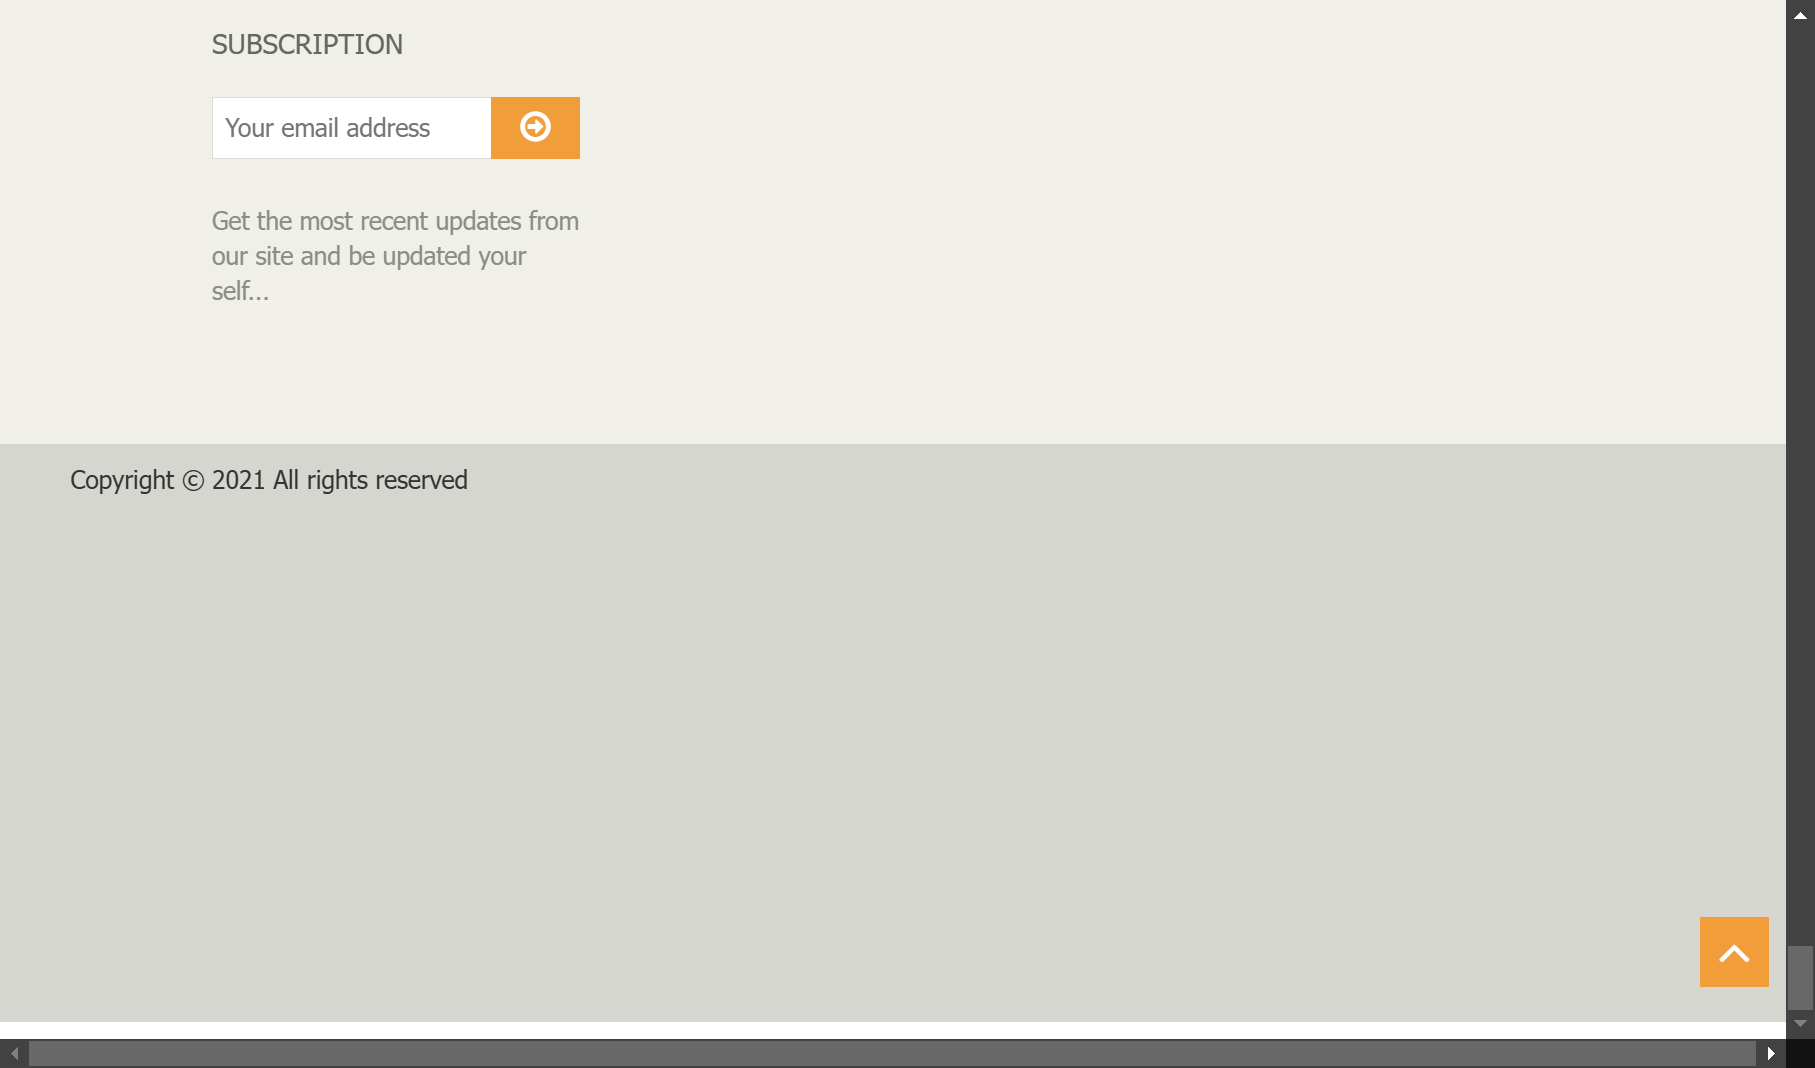 SUBSCRIPTION
Your email address
Get the most recent updates from
our site and be updated your
self...
Copyright © 2021 All rights reserved